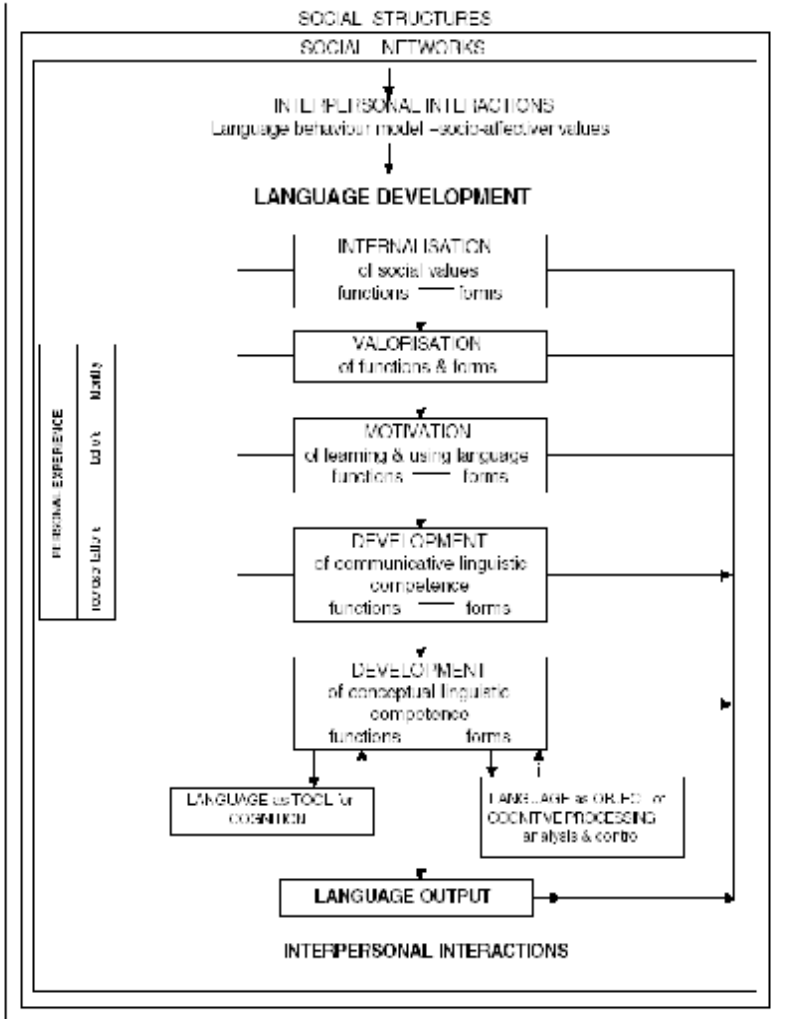 SOCIAL STRUCTURES
SOCIAL NETWORKS
INTERPERSONAL INTERACTIONS
Language behaviour model –socio-affectiver values
LANGUAGE DEVELOPMENT
INTERNALISATION
of social values
functions forms
VALORISATION
of functions & forms
MOTIVATION
of learning & using language
functions forms
DEVELOPMENT
of communicative linguistic
competence
functions forms
DEVELOPMENT
of conceptual linguistic
competence
functions forms
PERSONAL EXPERIENCE
Identity
LANGUAGE as TOOL for
COGNITION
LANGUAGE as OBJECT of
COGNITIVE PROCESSING
analysis & contro
LANGUAGE OUTPUT
INTERPERSONAL INTERACTIONS